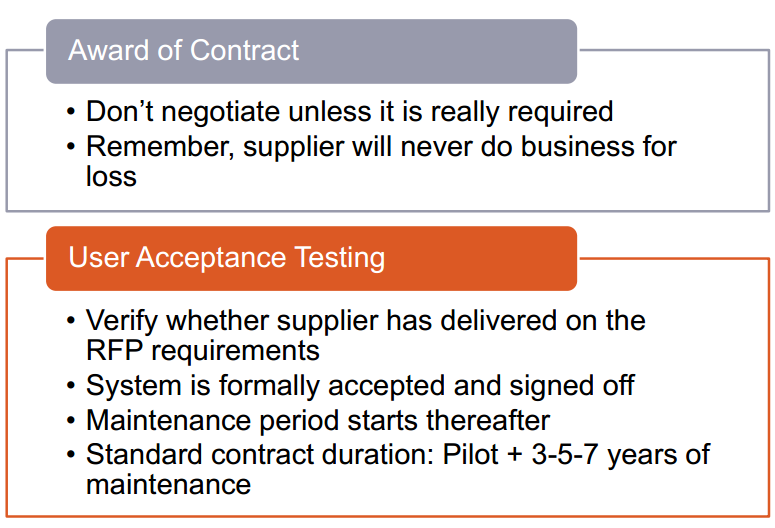 Award of Contract
• Don’t negotiate unless it is really required
• Remember, supplier will never do business for
loss
User Acceptance Testing
• Verify whether supplier has delivered on the
RFP requirements
• System is formally accepted and signed off
• Maintenance period starts thereafter
• Standard contract duration: Pilot + 3-5-7 years of
maintenance